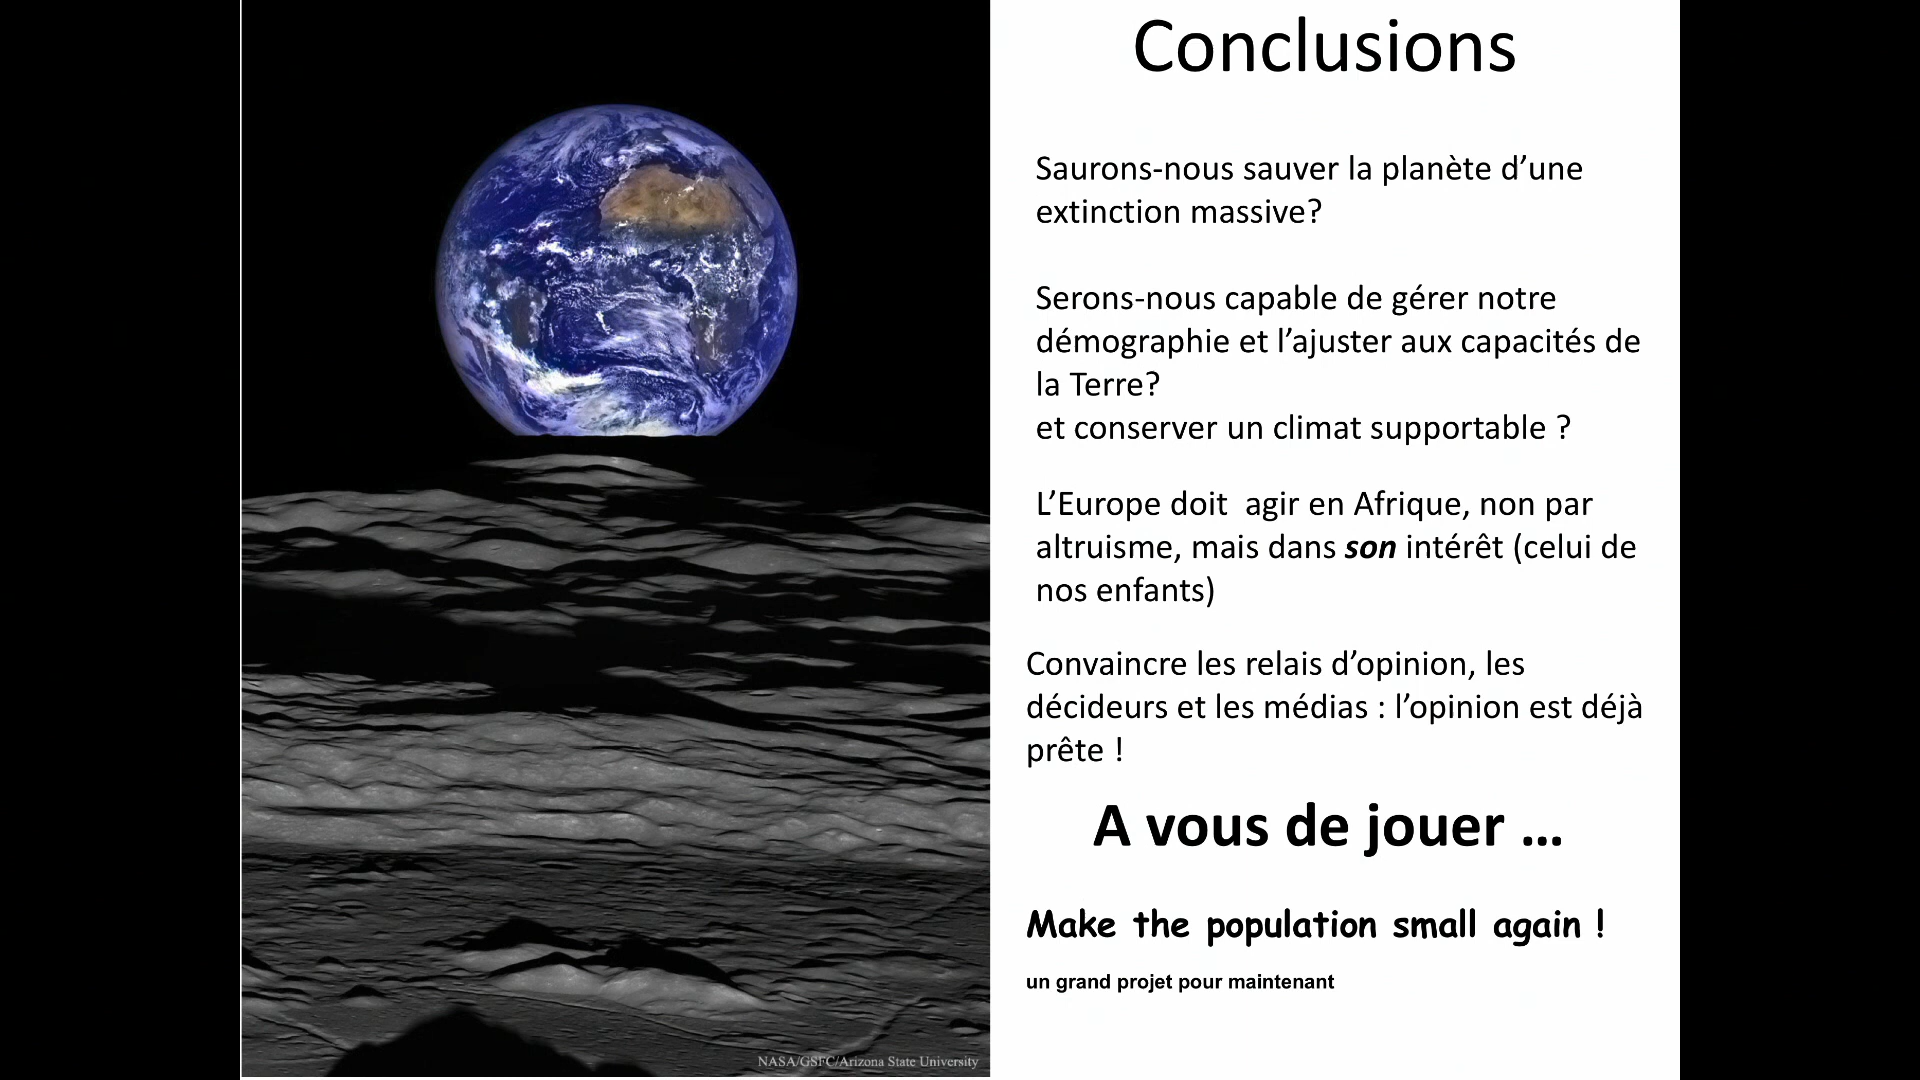 Conclusions
Saurons-nous sauver la planète d’une
extinction massive?
Serons-nous capable de gérer notre
démographie et l’ajuster aux capacités de
la Terre?
et conserver un climat supportable ?
L’Europe doit  agir en Afrique, non par
altruisme, mais dans son intérêt (celui de
nos enfants)
Convaincre les relais d’opinion, les
décideurs et les médias : l’opinion est déjà
prête !
A vous de jouer ...
Make the population small again !
un grand projet pour maintenant
NASA/GSFC/Arizona State University